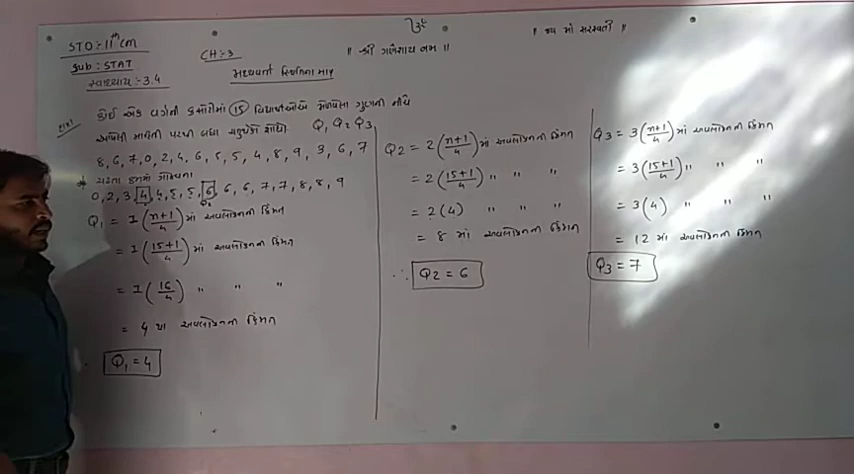 STD :- 11th cm
Sub : STAT
સ્વાધ્યાય :- 3.4
CH :- 3
|| શ્રી ગણેશાય નમઃ ||
|| જય માં સરસ્વતી ||
મધ્યવર્તી સ્થિતિના માપ
કોઈ એક વર્ગની કસોટીમાં 15 વિદ્યાર્થીઓએ મેળવેલા ગુણની નીચે
આપેલી માહિતી પરથી બધા ચતુર્થકો શોધો. Q1 Q2 Q3
8, 6, 7, 0, 2, 4, 6, 5, 5, 4, 8, 9, 3, 6, 7
* ચડતા ક્રમમાં ગોઠવતા
0, 2, 3, 4, 4, 5, 5, 6, 6, 6, 7, 7, 8, 8, 9
Q1 = 1(n+1/4) માં અવલોકનની કિંમત
= 1(15+1/4) માં અવલોકનની કિંમત
= 1(16/4) " " "
= 4 થા અવલોકનની કિંમત
Q1 = 4
Q2 = 2(n+1/4) માં અવલોકનની કિંમત
= 2(15+1/4) " " "
= 2(4) " " "
= 8 માં અવલોકનની કિંમત
∴ Q2 = 6
Q3 = 3(n+1/4) માં અવલોકનની કિંમત
= 3(15+1/4) " " "
= 3(4) " " "
= 12 માં અવલોકનની કિંમત
Q3 = 7